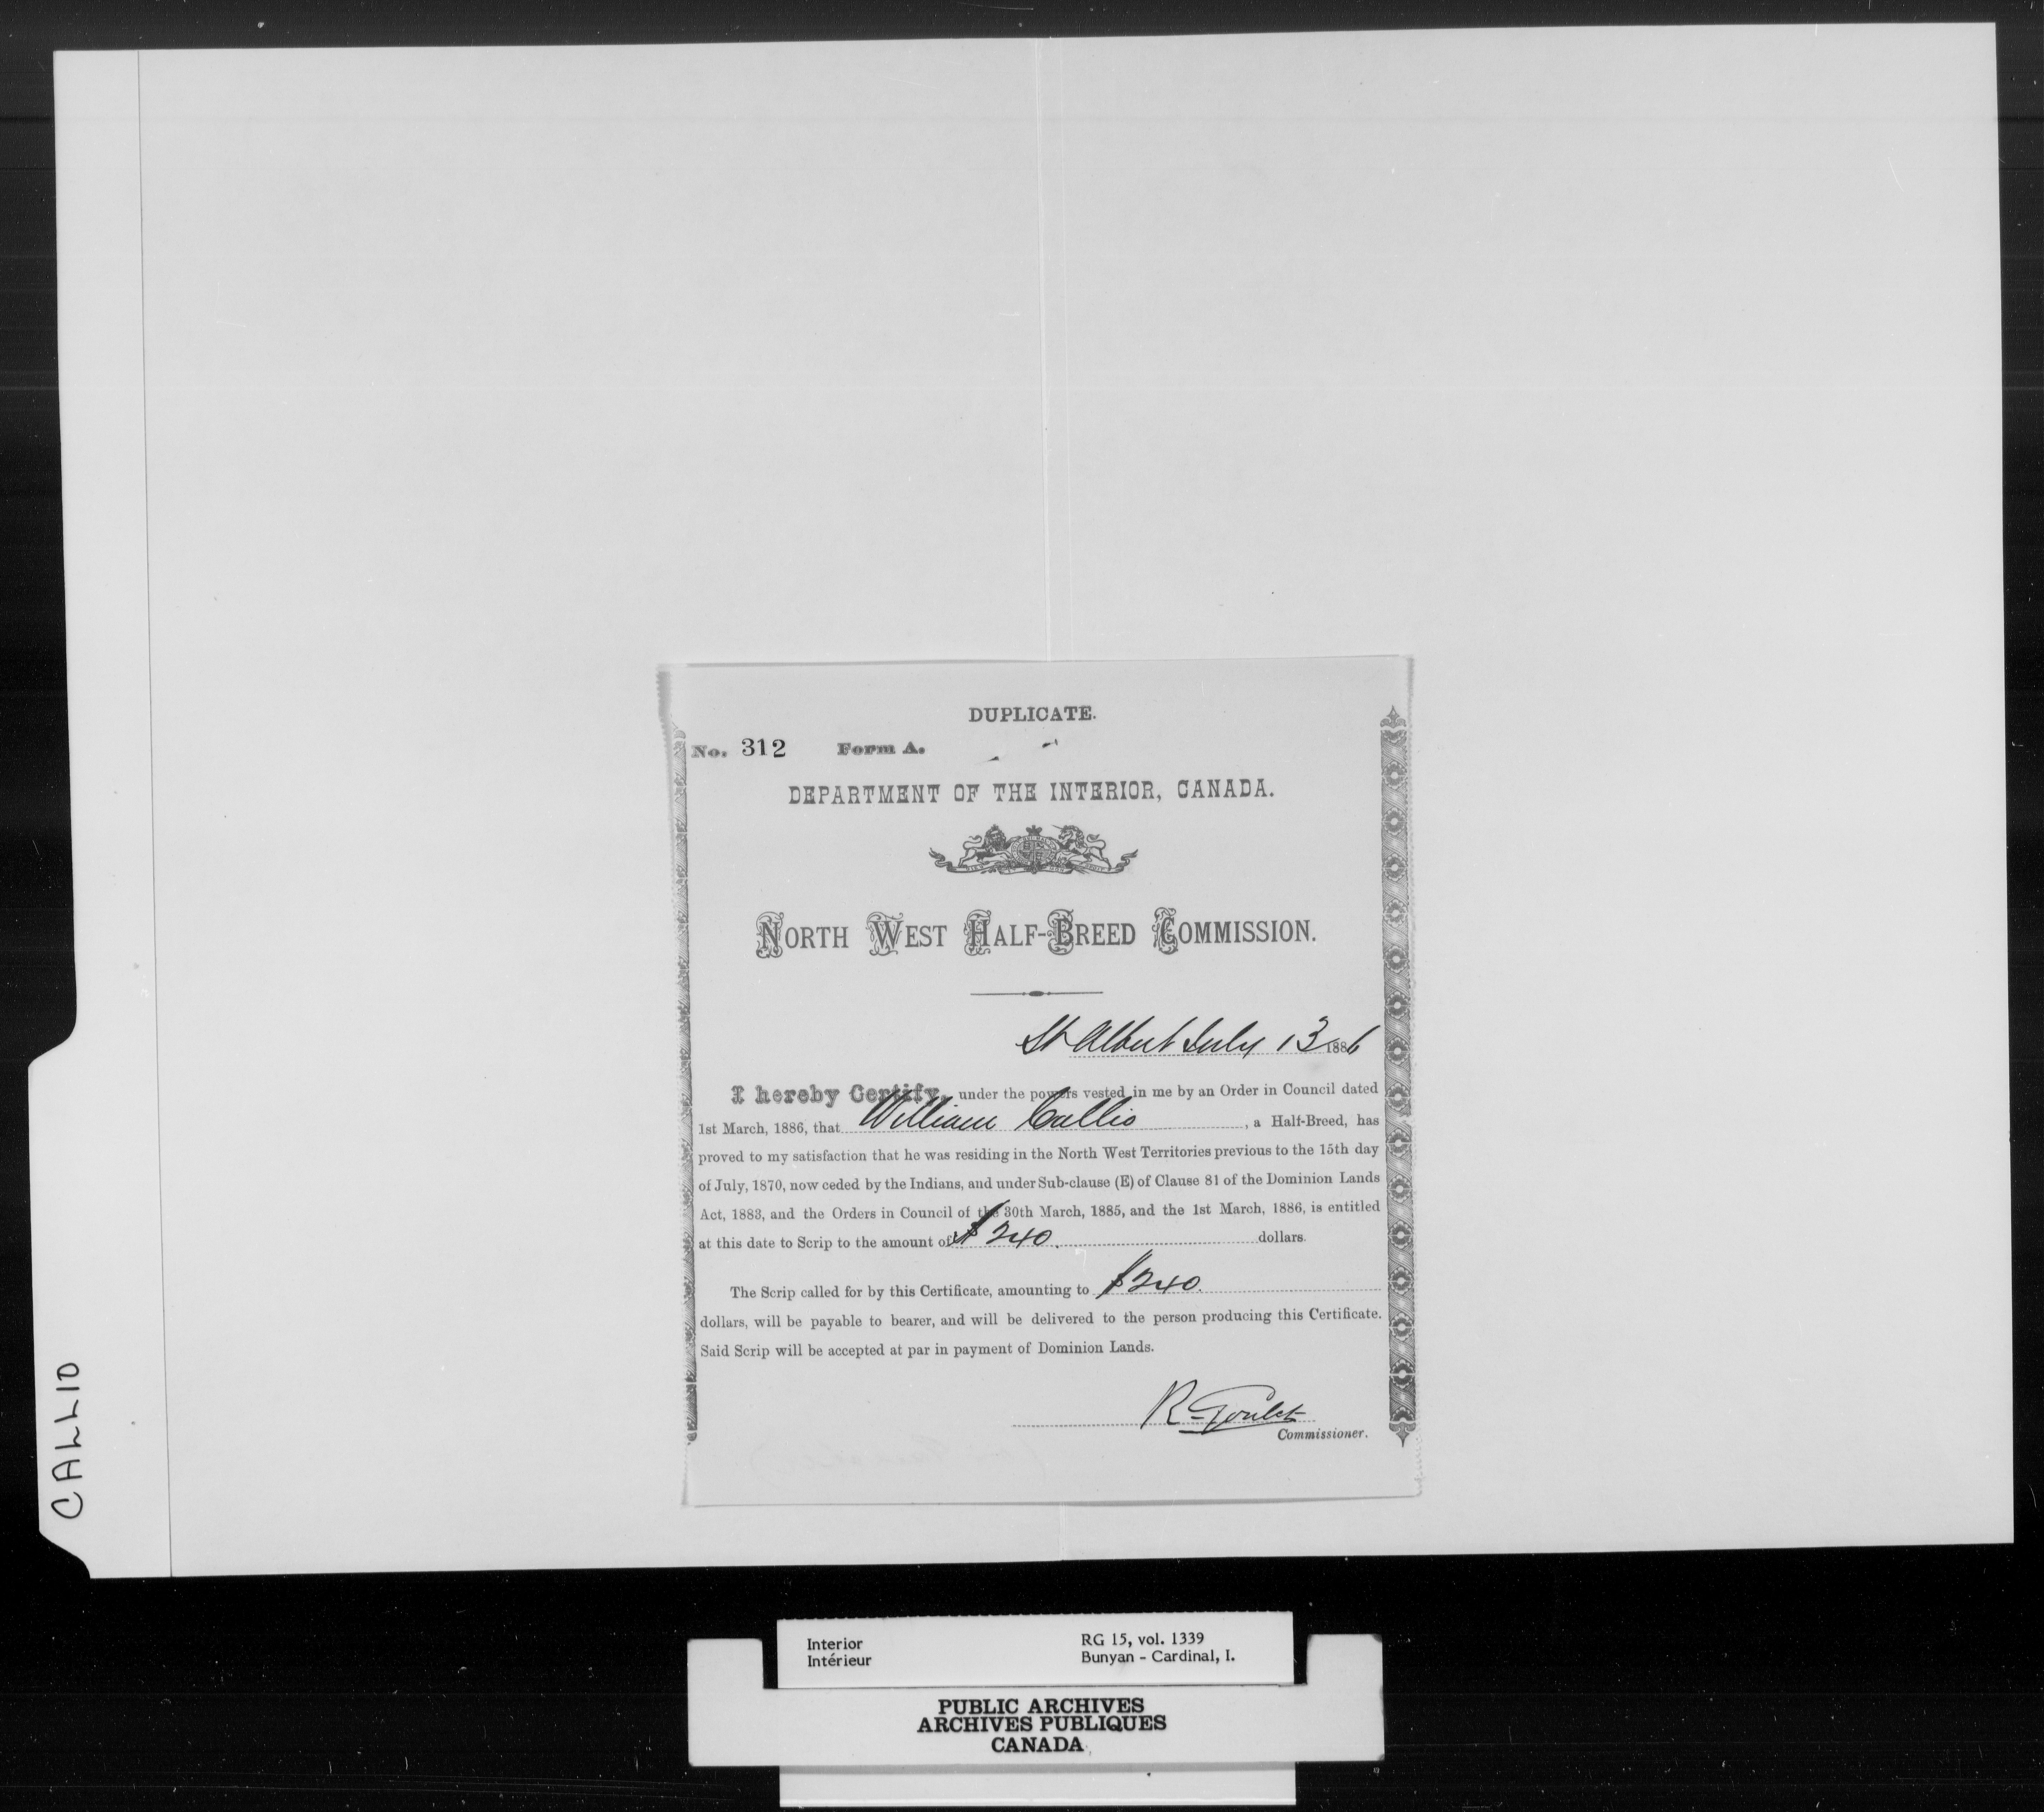 DUPLICATE.
No. 312 Form A.
DEPARTMENT OF THE INTERIOR, CANADA.
NORTH WEST HALF-BREED COMMISSION.
St Albert July 13 1886
I hereby Certify, under the powers vested in me by an Order in Council dated
1st March, 1886, that William Callio, a Half-Breed, has
proved to my satisfaction that he was residing in the North West Territories previous to the 15th day
of July, 1870, now ceded by the Indians, and under Sub-clause (E) of Clause 81 of the Dominion Lands
Act, 1883, and the Orders in Council of the 30th March, 1885, and the 1st March, 1886, is entitled
at this date to Scrip to the amount of $ 240. dollars.
The Scrip called for by this Certificate, amounting to $240.
dollars, will be payable to bearer, and will be delivered to the person producing this Certificate.
Said Scrip will be accepted at par in payment of Dominion Lands.
R Goulet
Commissioner.
CALLIO
Interior RG 15, vol. 1339
Intérieur Bunyan - Cardinal, I.
PUBLIC ARCHIVES
ARCHIVES PUBLIQUES
CANADA